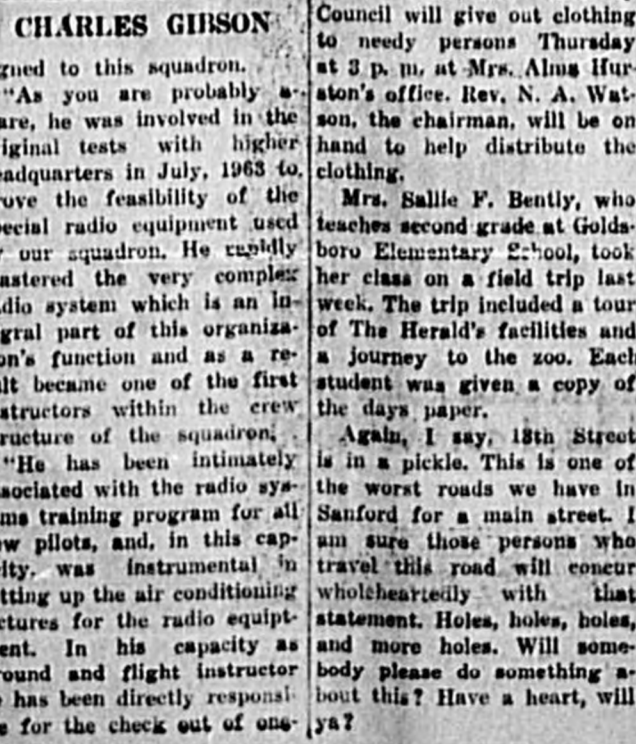 CHARLES GIBSON
gned to this squadron.
"As you are probably a-
are, he was involved in the
iginal tests with higher
eadquarters in July, 1963 to
ove the feasibility of the
pecial radio equipment used
y our squadron. He rapidly
astered the very complex
dio system which is an in-
gral part of this organiza-
on's function and as a re-
ult became one of the first
structors within the crew
ructure of the squadron.
"He has been intimately
sociated with the radio sys-
ms training program for all
w pilots, and, in this cap-
ity, was instrumental in
tting up the air conditioning
ctures for the radio equipt-
ent. In his capacity as
round and flight instructor
e has been directly responsi-
le for the check out of one-
Council will give out clothing
to needy persons Thursday
at 3 p. m. at Mrs. Alma Hur-
ston's office. Rev. N. A. Wat-
son, the chairman, will be on
hand to help distribute the
clothing.
Mrs. Sallie F. Bently, who
teaches second grade at Golds-
boro Elementary School, took
her class on a field trip last
week. The trip included a tour
of The Herald's facilities and
a journey to the zoo. Each
student was given a copy of
the days paper.
Again, I say, 13th Street
is in a pickle. This is one of
the worst roads we have in
Sanford for a main street. I
am sure those persons who
travel this road will concur
wholeheartedly with that
statement. Holes, holes, holes,
and more holes. Will some-
body please do something a-
bout this? Have a heart, will
ya?